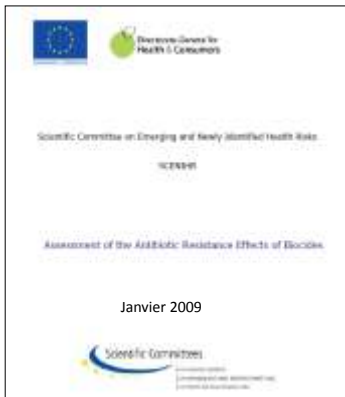 Directorate-General for
Health & Consumers
Scientific Committee on Emerging and Newly Identified Health Risks
SCENIHR
Assessment of the Antibiotic Resistance Effects of Biocides
Janvier 2009
Scientific Committees